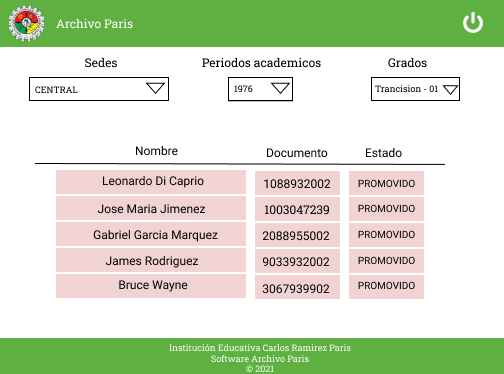 Archivo Paris
Sedes Periodos academicos Grados
CENTRAL 1976 Trancision - 01
Nombre Documento Estado
Leonardo Di Caprio 1088932002 PROMOVIDO
Jose Maria Jimenez 1003047239 PROMOVIDO
Gabriel Garcia Marquez 2088955002 PROMOVIDO
James Rodriguez 9033932002 PROMOVIDO
Bruce Wayne 3067939902 PROMOVIDO
Institución Educativa Carlos Ramirez Paris
Software Archivo Paris
© 2021